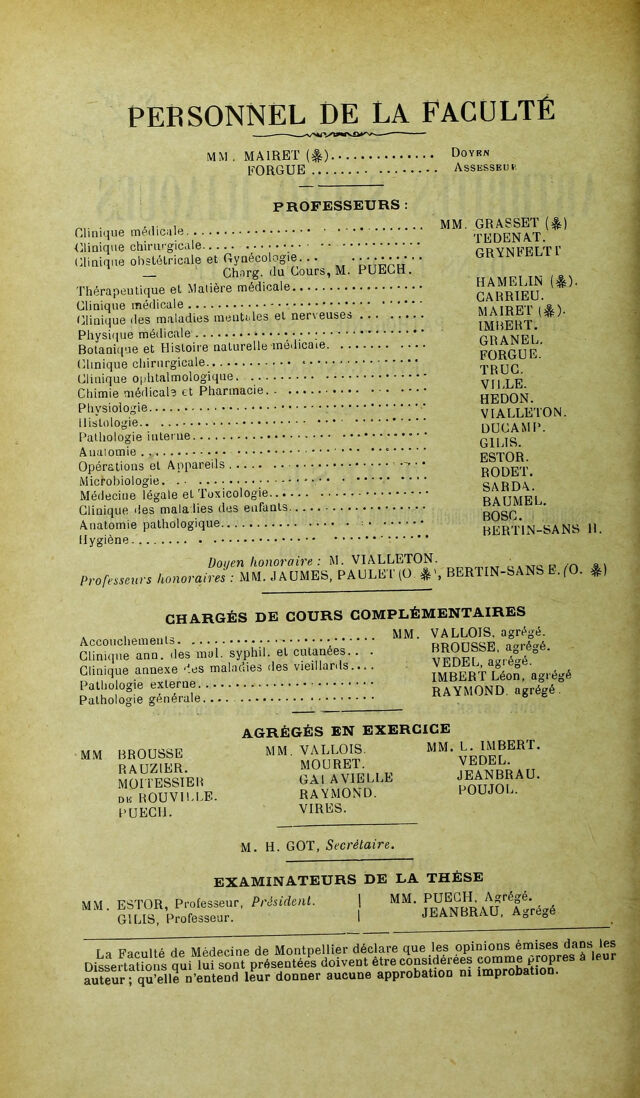 PERSONNEL DE LA FACULTÉ
MM. MAIRET (✻).............. DOYEN
FORGUE ................ ASSESSEUR
PROFESSEURS :
Clinique médicale.................. MM. GRASSET (✻)
Clinique chirurgicale.................. TEDENAT.
Clinique obstétricale et Gynécologie... .......... GRYNFELTT
— Charg. du Cours, M. PUECH.
Thérapeutique et Matière médicale.................. HAMELIN (✻).
Clinique médicale .................. CARRIEU.
Clinique des maladies mentales et nerveuses ... ...... MAIRET (✻).
Physique médicale .................. IMBERT.
Botanique et Histoire naturelle médicale. .......... GRANEL.
Clinique chirurgicale.................. FORGUE.
Clinique ophtalmologique. .................. TRUC.
Chimie médicale et Pharmacie. .................. VILLE.
Physiologie.................. HEDON.
Histologie.. .................. VIALLETON.
Pathologie interne.................. DUCAMP.
Anatomie .................. GILIS.
Opérations et Appareils .................. ESTOR.
Microbiologie. .................. RODET.
Médecine légale et Toxicologie.................. SARDA.
Clinique des maladies des enfants.................. BAUMEL.
Anatomie pathologique.................. BOSC.
Hygiène.................. BERTIN-SANS H.
Doyen honoraire : M. VIALLETON.
Professeurs honoraires : MM. JAUMES, PAULET (O. ✻), BERTIN-SANS E. (O. ✻)
CHARGÉS DE COURS COMPLÉMENTAIRES
Accouchements. .................. MM. VALLOIS, agrégé.
Clinique ann. des mal. syphil. et cutanées... . BROUSSE, agrégé.
Clinique annexe des maladies des vieillards.... VEDEL, agrégé.
Pathologie externe.................. IMBERT Léon, agrégé
Pathologie générale.................. RAYMOND, agrégé.
AGRÉGÉS EN EXERCICE
MM BROUSSE MM. VALLOIS. MM. L. IMBERT.
RAUZIER. MOURET. VEDEL.
MOITESSIER GALAVIELLE JEANBRAU.
DE ROUVILLE. RAYMOND. POUJOL.
PUECH. VIRES.
M. H. GOT, Secrétaire.
EXAMINATEURS DE LA THÈSE
MM. ESTOR, Professeur, Président. | MM. PUECH, Agrégé.
GILIS, Professeur. | JEANBRAU, Agrégé
La Faculté de Médecine de Montpellier déclare que les opinions émises dans les
Dissertations qui lui sont présentées doivent être considérées comme propres à leur
auteur ; qu'elle n'entend leur donner aucune approbation ni improbation.